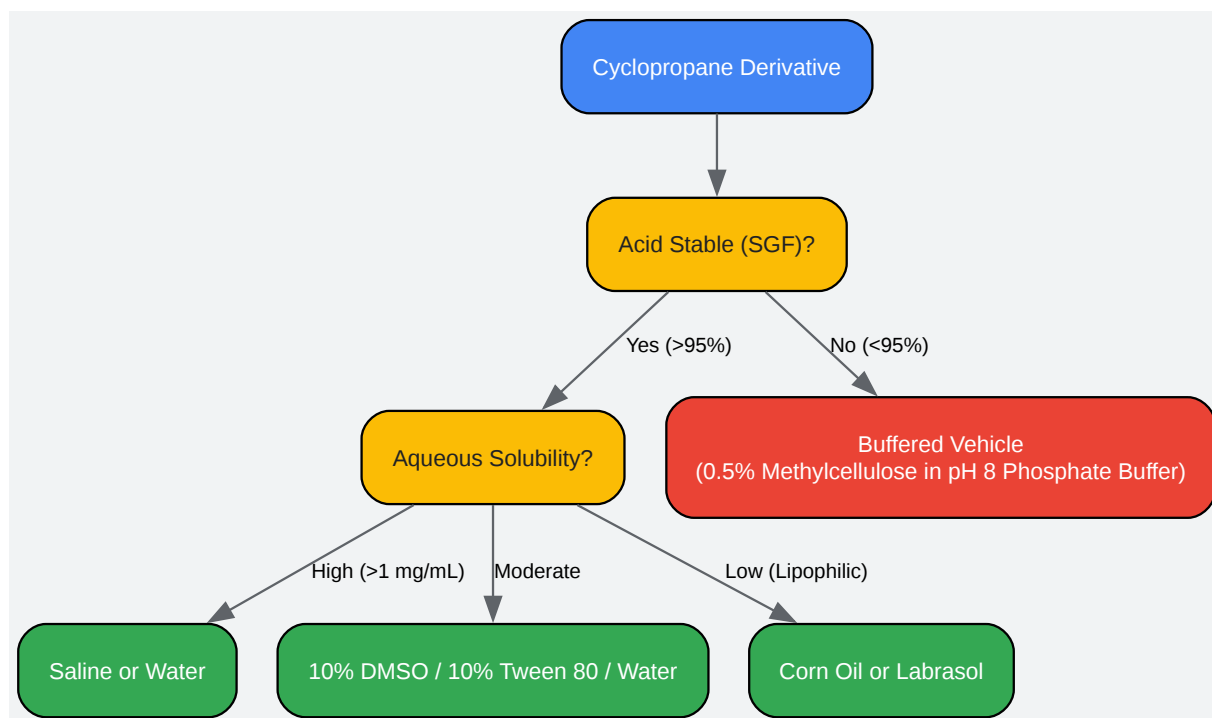 Cyclopropane Derivative
Acid Stable (SGF)?
Yes (>95%)
No (<95%)
Aqueous Solubility?
Buffered Vehicle
(0.5% Methylcellulose in pH 8 Phosphate Buffer)
High (>1 mg/mL)
Moderate
Low (Lipophilic)
Saline or Water
10% DMSO / 10% Tween 80 / Water
Corn Oil or Labrasol